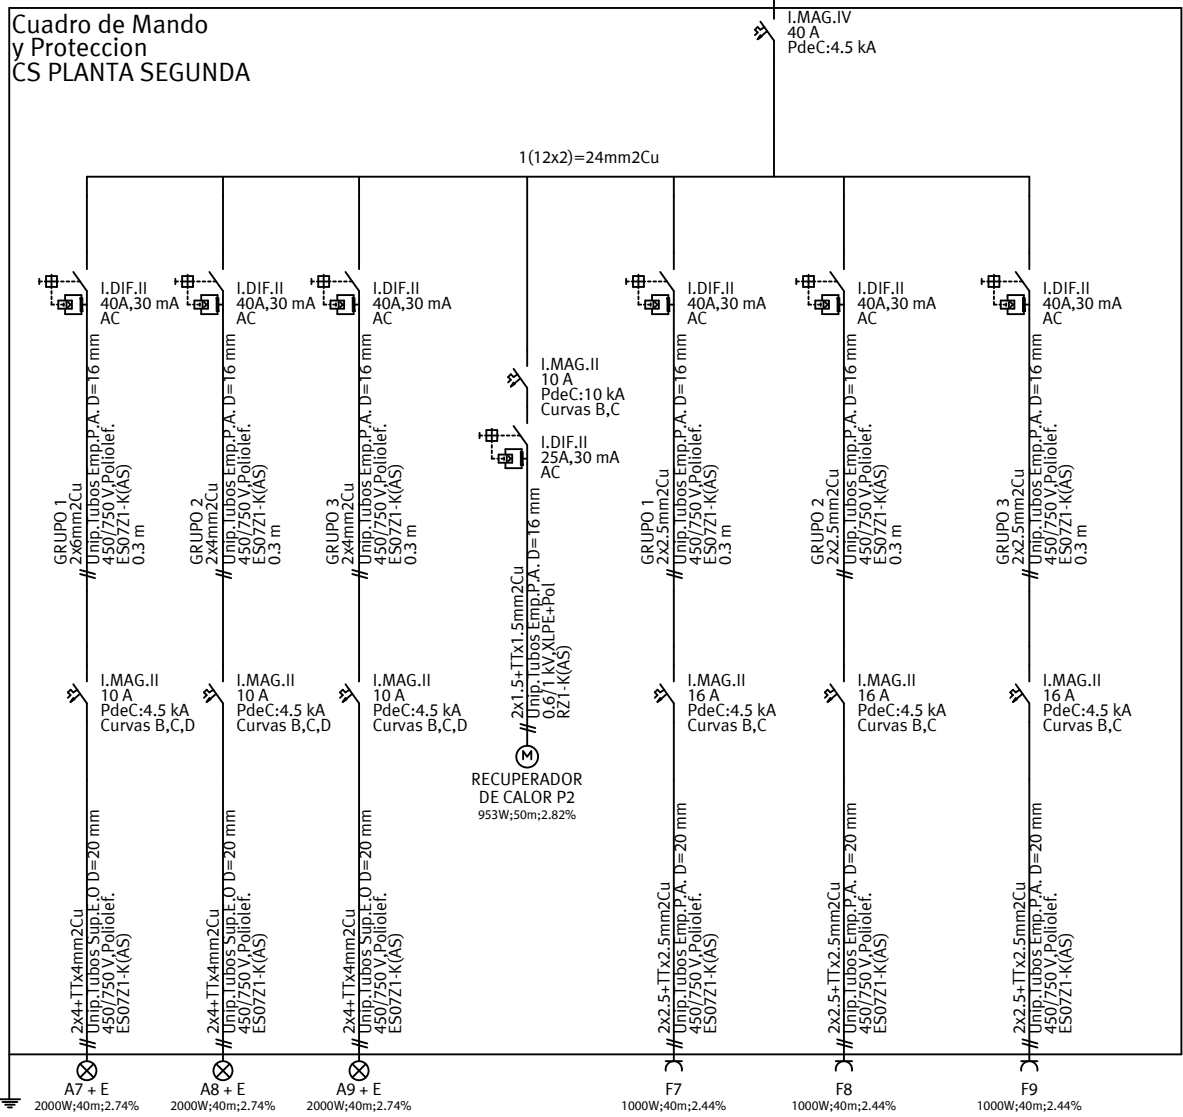 Cuadro de Mando
y Proteccion
CS PLANTA SEGUNDA
I.MAG.IV
40 A
PdeC:4.5 kA
1(12x2)=24mm2Cu
I.DIF.II
40A,30 mA
AC
I.DIF.II
40A,30 mA
AC
I.DIF.II
40A,30 mA
AC
I.MAG.II
10 A
PdeC:10 kA
Curvas B,C
I.DIF.II
25A,30 mA
AC
I.DIF.II
40A,30 mA
AC
I.DIF.II
40A,30 mA
AC
I.DIF.II
40A,30 mA
AC
GRUPO 1
2x6mm2Cu
Unip.Tubos Emp.P.A. D=16 mm
450/750 V,Poliolef.
ES07Z1-K(AS)
0.3 m
GRUPO 2
2x4mm2Cu
Unip.Tubos Emp.P.A. D=16 mm
450/750 V,Poliolef.
ES07Z1-K(AS)
0.3 m
GRUPO 3
2x4mm2Cu
Unip.Tubos Emp.P.A. D=16 mm
450/750 V,Poliolef.
ES07Z1-K(AS)
0.3 m
2x1.5+TTx1.5mm2Cu
Unip.Tubos Emp.P.A. D=16 mm
0.6/1 kV,XLPE+Pol
RZ1-K(AS)
GRUPO 1
2x2.5mm2Cu
Unip.Tubos Emp.P.A. D=16 mm
450/750 V,Poliolef.
ES07Z1-K(AS)
0.3 m
GRUPO 2
2x2.5mm2Cu
Unip.Tubos Emp.P.A. D=16 mm
450/750 V,Poliolef.
ES07Z1-K(AS)
0.3 m
GRUPO 3
2x2.5mm2Cu
Unip.Tubos Emp.P.A. D=16 mm
450/750 V,Poliolef.
ES07Z1-K(AS)
0.3 m
I.MAG.II
10 A
PdeC:4.5 kA
Curvas B,C,D
I.MAG.II
10 A
PdeC:4.5 kA
Curvas B,C,D
I.MAG.II
10 A
PdeC:4.5 kA
Curvas B,C,D
M
RECUPERADOR
DE CALOR P2
953W;50m;2.82%
I.MAG.II
16 A
PdeC:4.5 kA
Curvas B,C
I.MAG.II
16 A
PdeC:4.5 kA
Curvas B,C
I.MAG.II
16 A
PdeC:4.5 kA
Curvas B,C
2x4+TTx4mm2Cu
Unip.Tubos Sup.E.O D=20 mm
450/750 V,Poliolef.
ES07Z1-K(AS)
2x4+TTx4mm2Cu
Unip.Tubos Sup.E.O D=20 mm
450/750 V,Poliolef.
ES07Z1-K(AS)
2x4+TTx4mm2Cu
Unip.Tubos Sup.E.O D=20 mm
450/750 V,Poliolef.
ES07Z1-K(AS)
2x2.5+TTx2.5mm2Cu
Unip.Tubos Emp.P.A. D=20 mm
450/750 V,Poliolef.
ES07Z1-K(AS)
2x2.5+TTx2.5mm2Cu
Unip.Tubos Emp.P.A. D=20 mm
450/750 V,Poliolef.
ES07Z1-K(AS)
2x2.5+TTx2.5mm2Cu
Unip.Tubos Emp.P.A. D=20 mm
450/750 V,Poliolef.
ES07Z1-K(AS)
A7 + E
2000W;40m;2.74%
A8 + E
2000W;40m;2.74%
A9 + E
2000W;40m;2.74%
F7
1000W;40m;2.44%
F8
1000W;40m;2.44%
F9
1000W;40m;2.44%